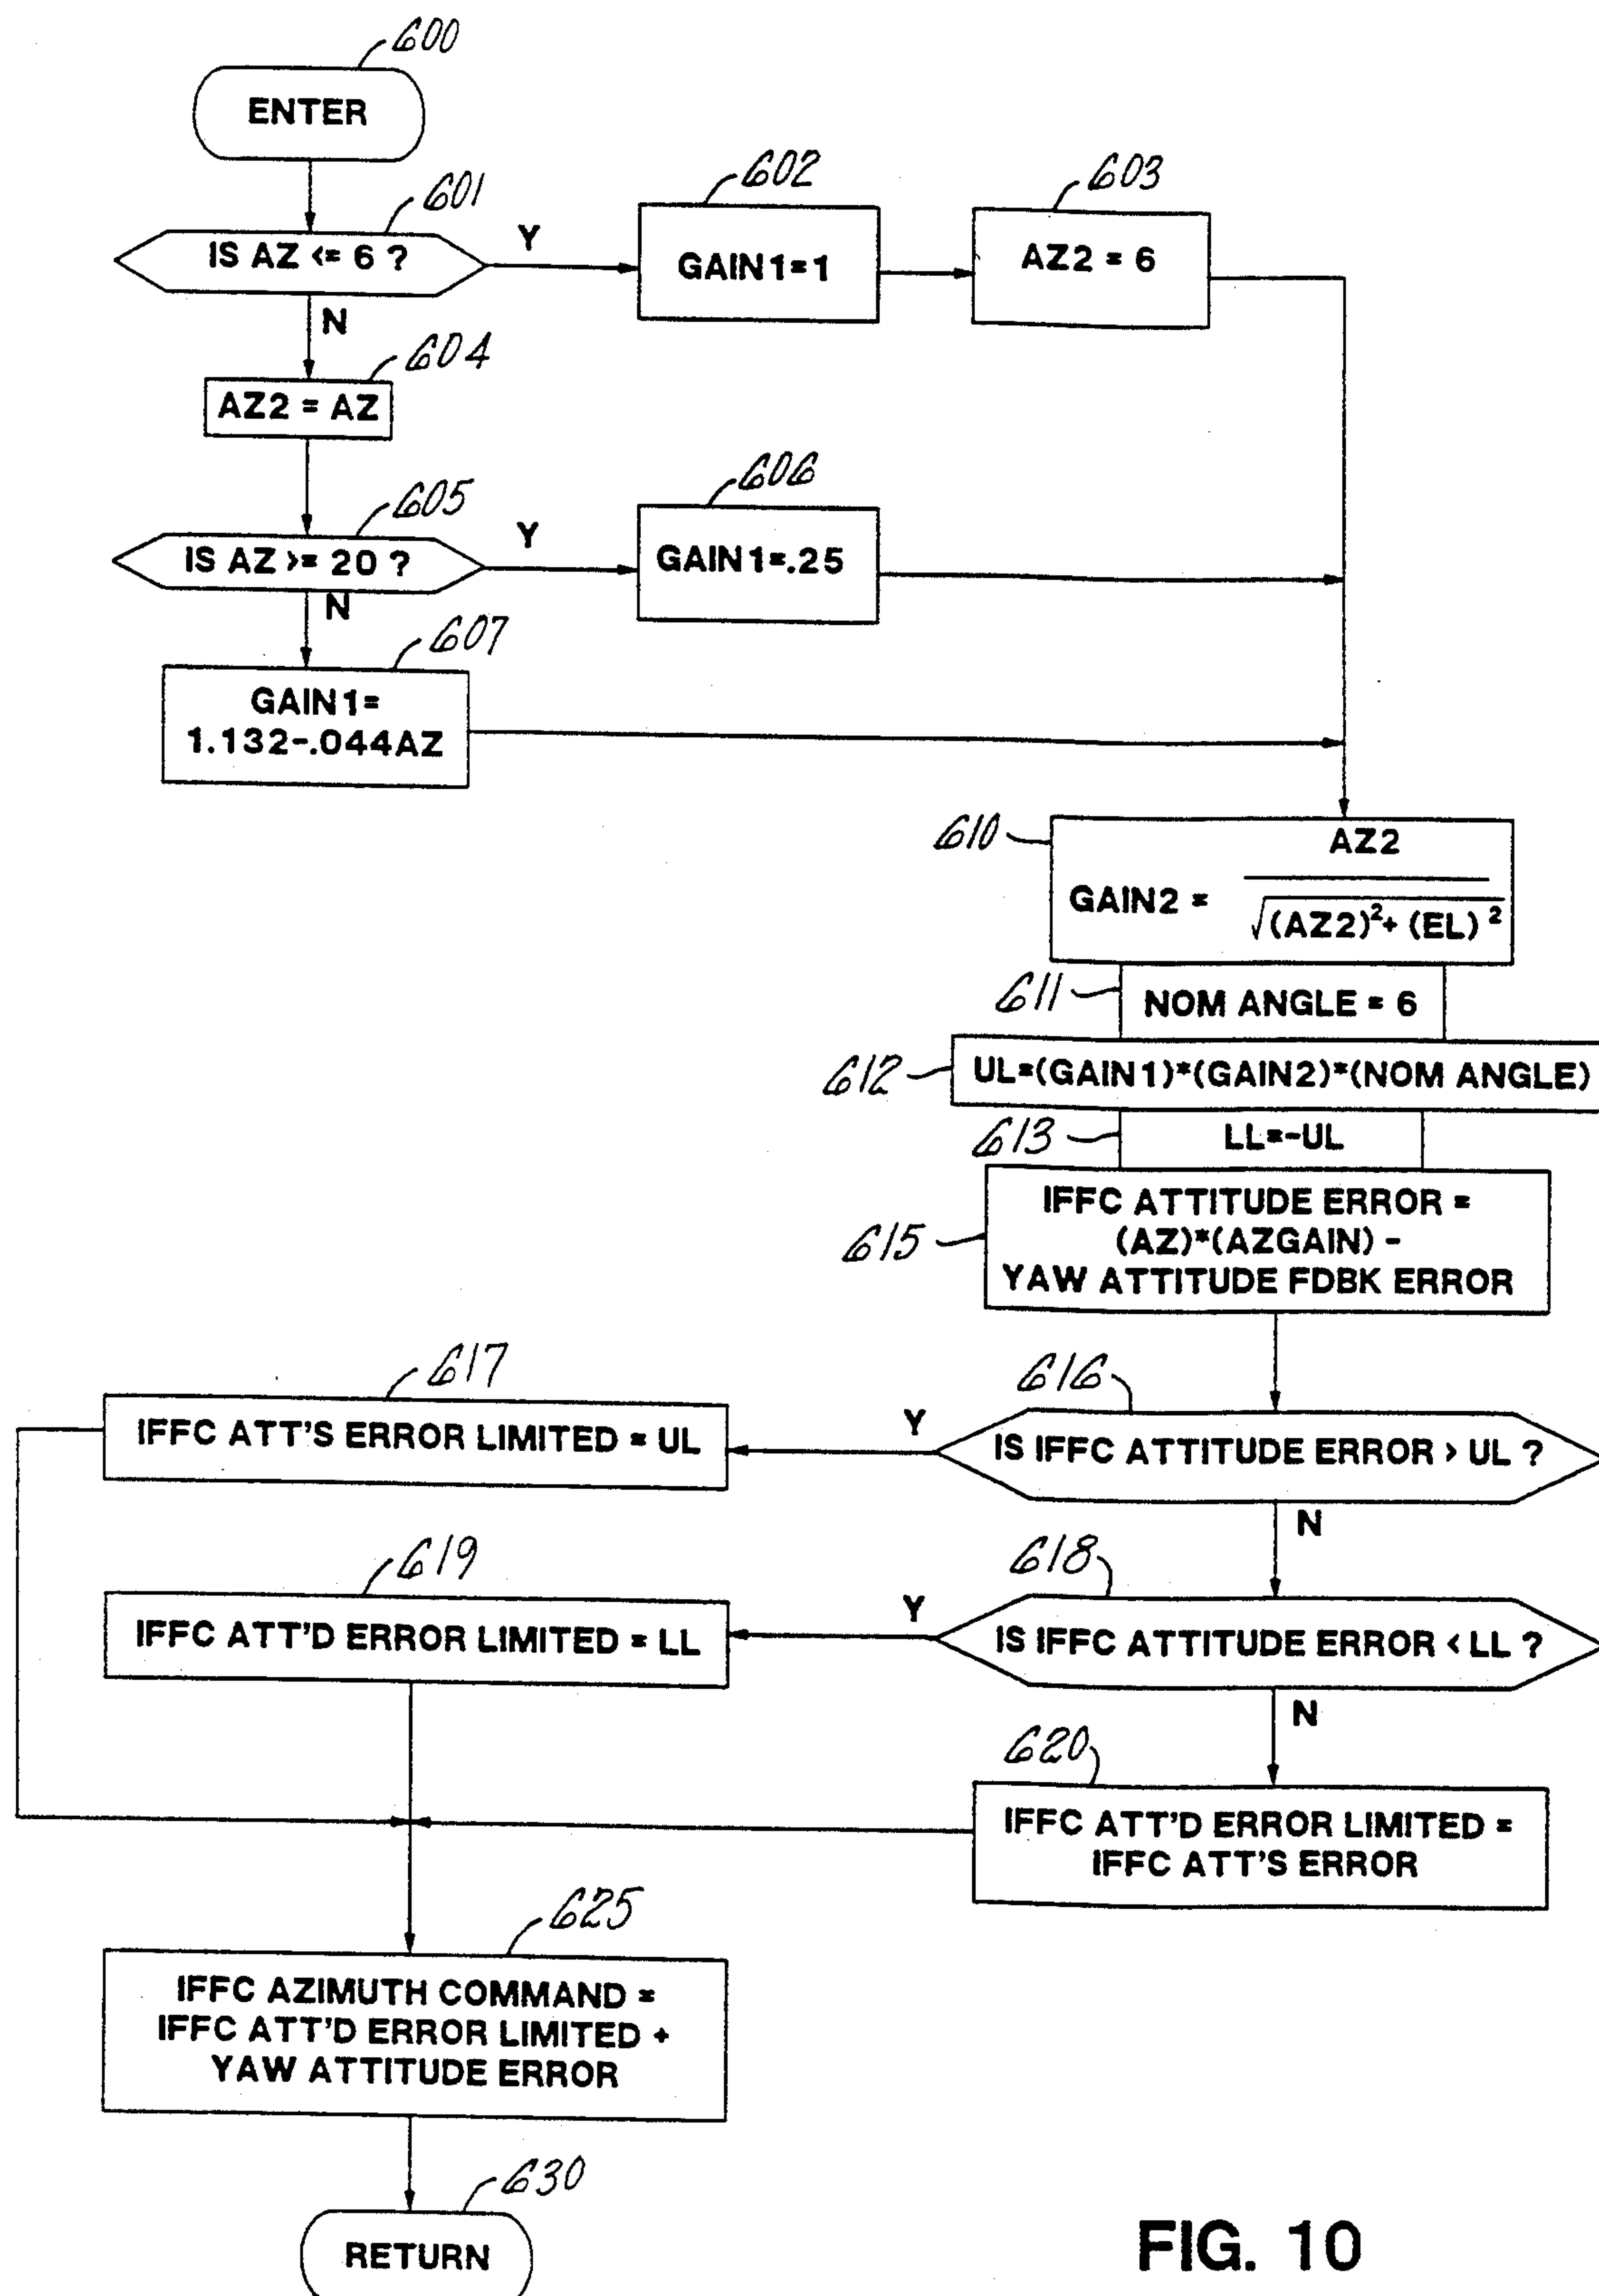 600
ENTER
601
IS AZ <= 6 ?
Y
602
GAIN1=1
603
AZ2 = 6
N
604
AZ2 = AZ
605
IS AZ >= 20 ?
Y
606
GAIN1=.25
N
607
GAIN1=
1.132-.044AZ
610
GAIN2 = AZ2 / √(AZ2)²+ (EL) ²
611
NOM ANGLE = 6
612
UL=(GAIN1)*(GAIN2)*(NOM ANGLE)
613
LL=-UL
615
IFFC ATTITUDE ERROR =
(AZ)*(AZGAIN) -
YAW ATTITUDE FDBK ERROR
616
IS IFFC ATTITUDE ERROR > UL ?
Y
617
IFFC ATT'S ERROR LIMITED = UL
N
618
IS IFFC ATTITUDE ERROR < LL ?
Y
619
IFFC ATT'D ERROR LIMITED = LL
N
620
IFFC ATT'D ERROR LIMITED =
IFFC ATT'S ERROR
625
IFFC AZIMUTH COMMAND =
IFFC ATT'D ERROR LIMITED +
YAW ATTITUDE ERROR
630
RETURN
FIG. 10